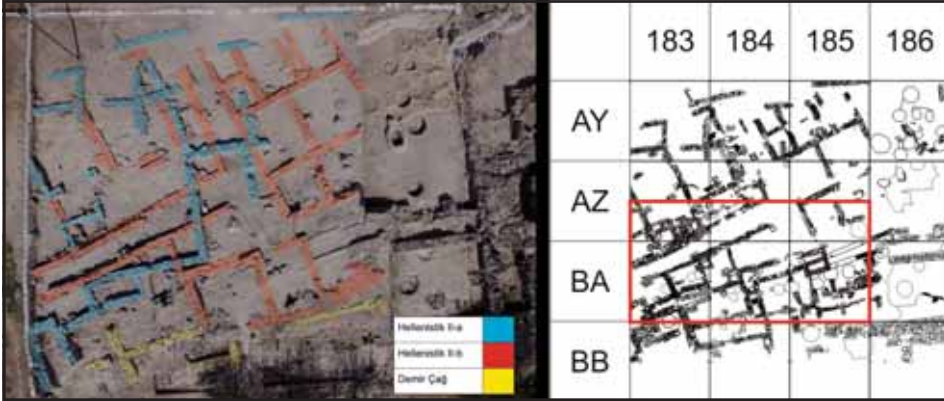 Hellenistik II-a
Hellenistik II-b
Demir Çağ
183 184 185 186
AY
AZ
BA
BB